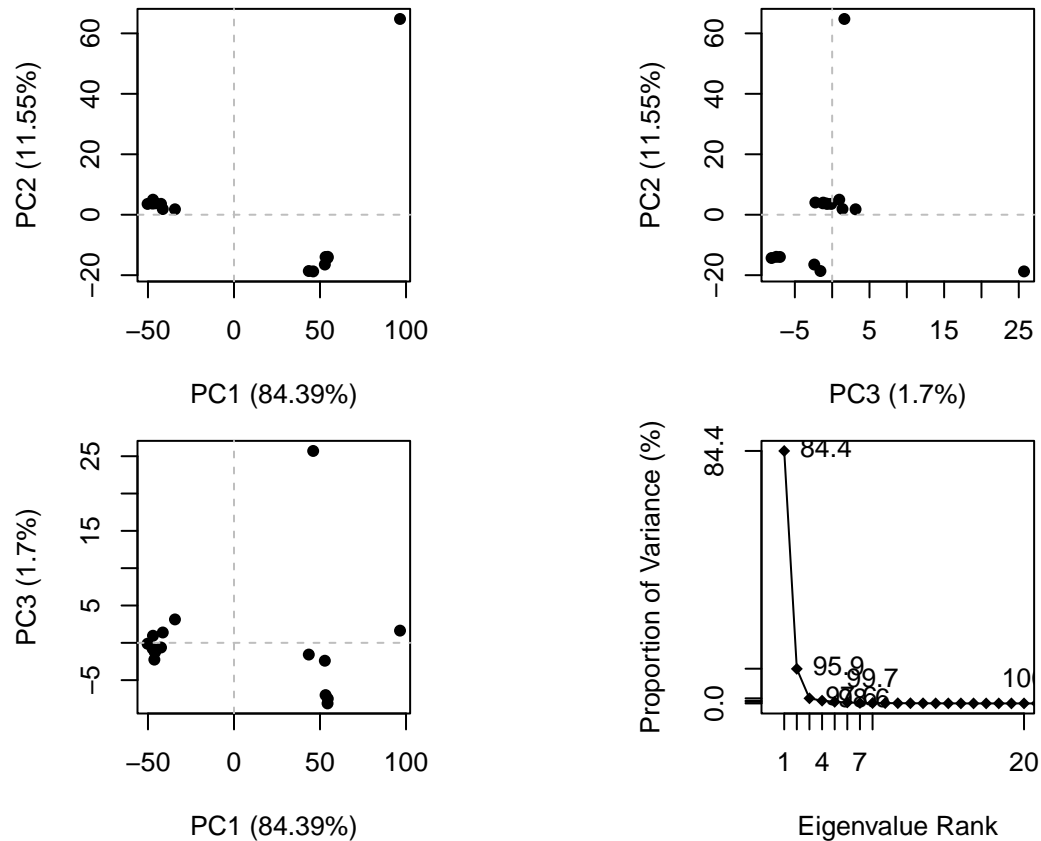 PC2 (11.55%)
60
40
20
0
−20
−50 0 50 100
PC1 (84.39%)
PC2 (11.55%)
60
40
20
0
−20
−5 5 15 25
PC3 (1.7%)
PC3 (1.7%)
25
15
5
−5
−50 0 50 100
PC1 (84.39%)
Proportion of Variance (%)
84.4
0.0
84.4
95.9
99.7
1 4 7 20
Eigenvalue Rank